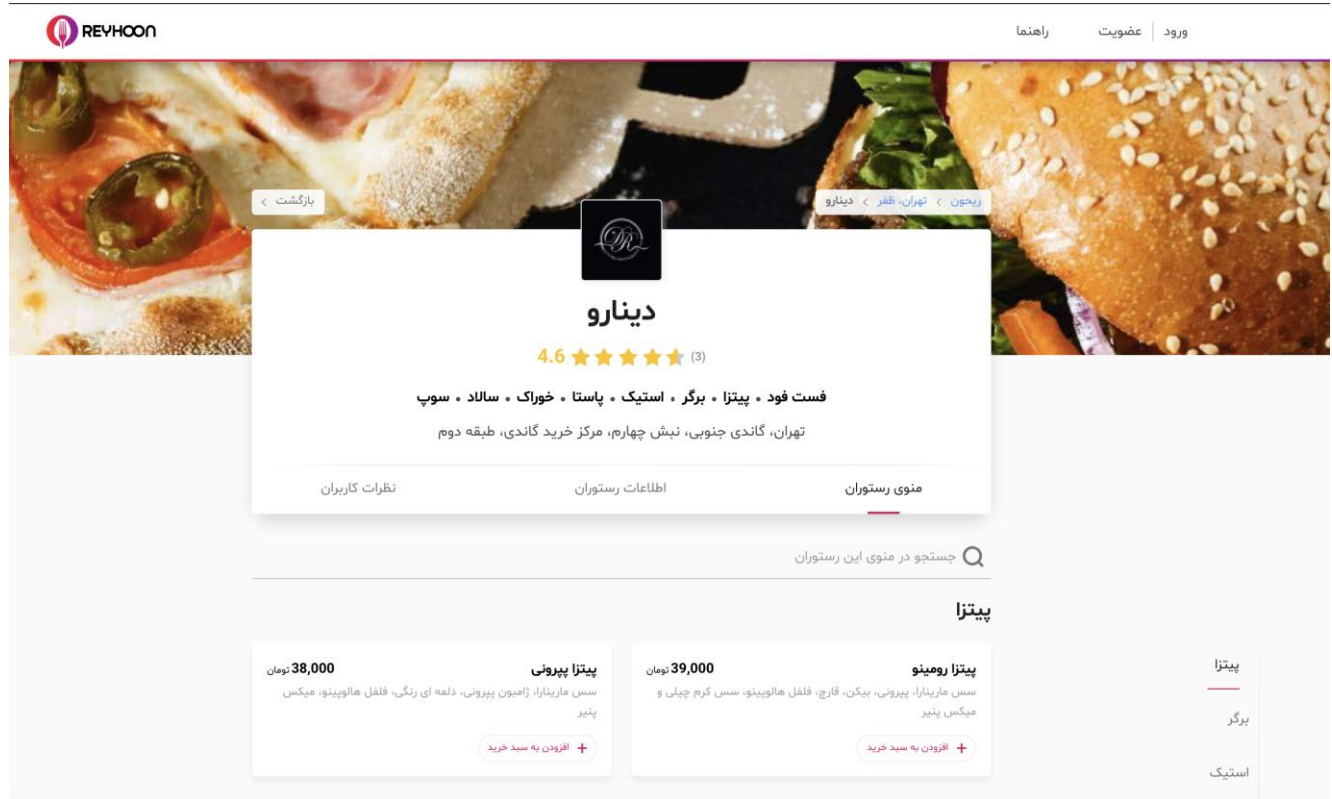 REYHOON
ورود
عضویت
راهنما
ریحون > تهران، ظفر > دینارو
بازگشت >
DR
دینارو
4.6 (3)
فست فود • پیتزا • برگر • استیک • پاستا • خوراک • سالاد • سوپ
تهران، گاندی جنوبی، نبش چهارم، مرکز خرید گاندی، طبقه دوم
منوی رستوران
اطلاعات رستوران
نظرات کاربران
جستجو در منوی این رستوران
پیتزا
پیتزا
برگر
استیک
پیتزا رومینو
39,000 تومان
سس مارینارا، پپرونی، بیکن، قارچ، فلفل هالوپینو، سس کرم چیلی و
میکس پنیر
+ افزودن به سبد خرید
پیتزا پپرونی
38,000 تومان
سس مارینارا، ژامبون پپرونی، دلمه ای رنگی، فلفل هالوپینو، میکس
پنیر
+ افزودن به سبد خرید